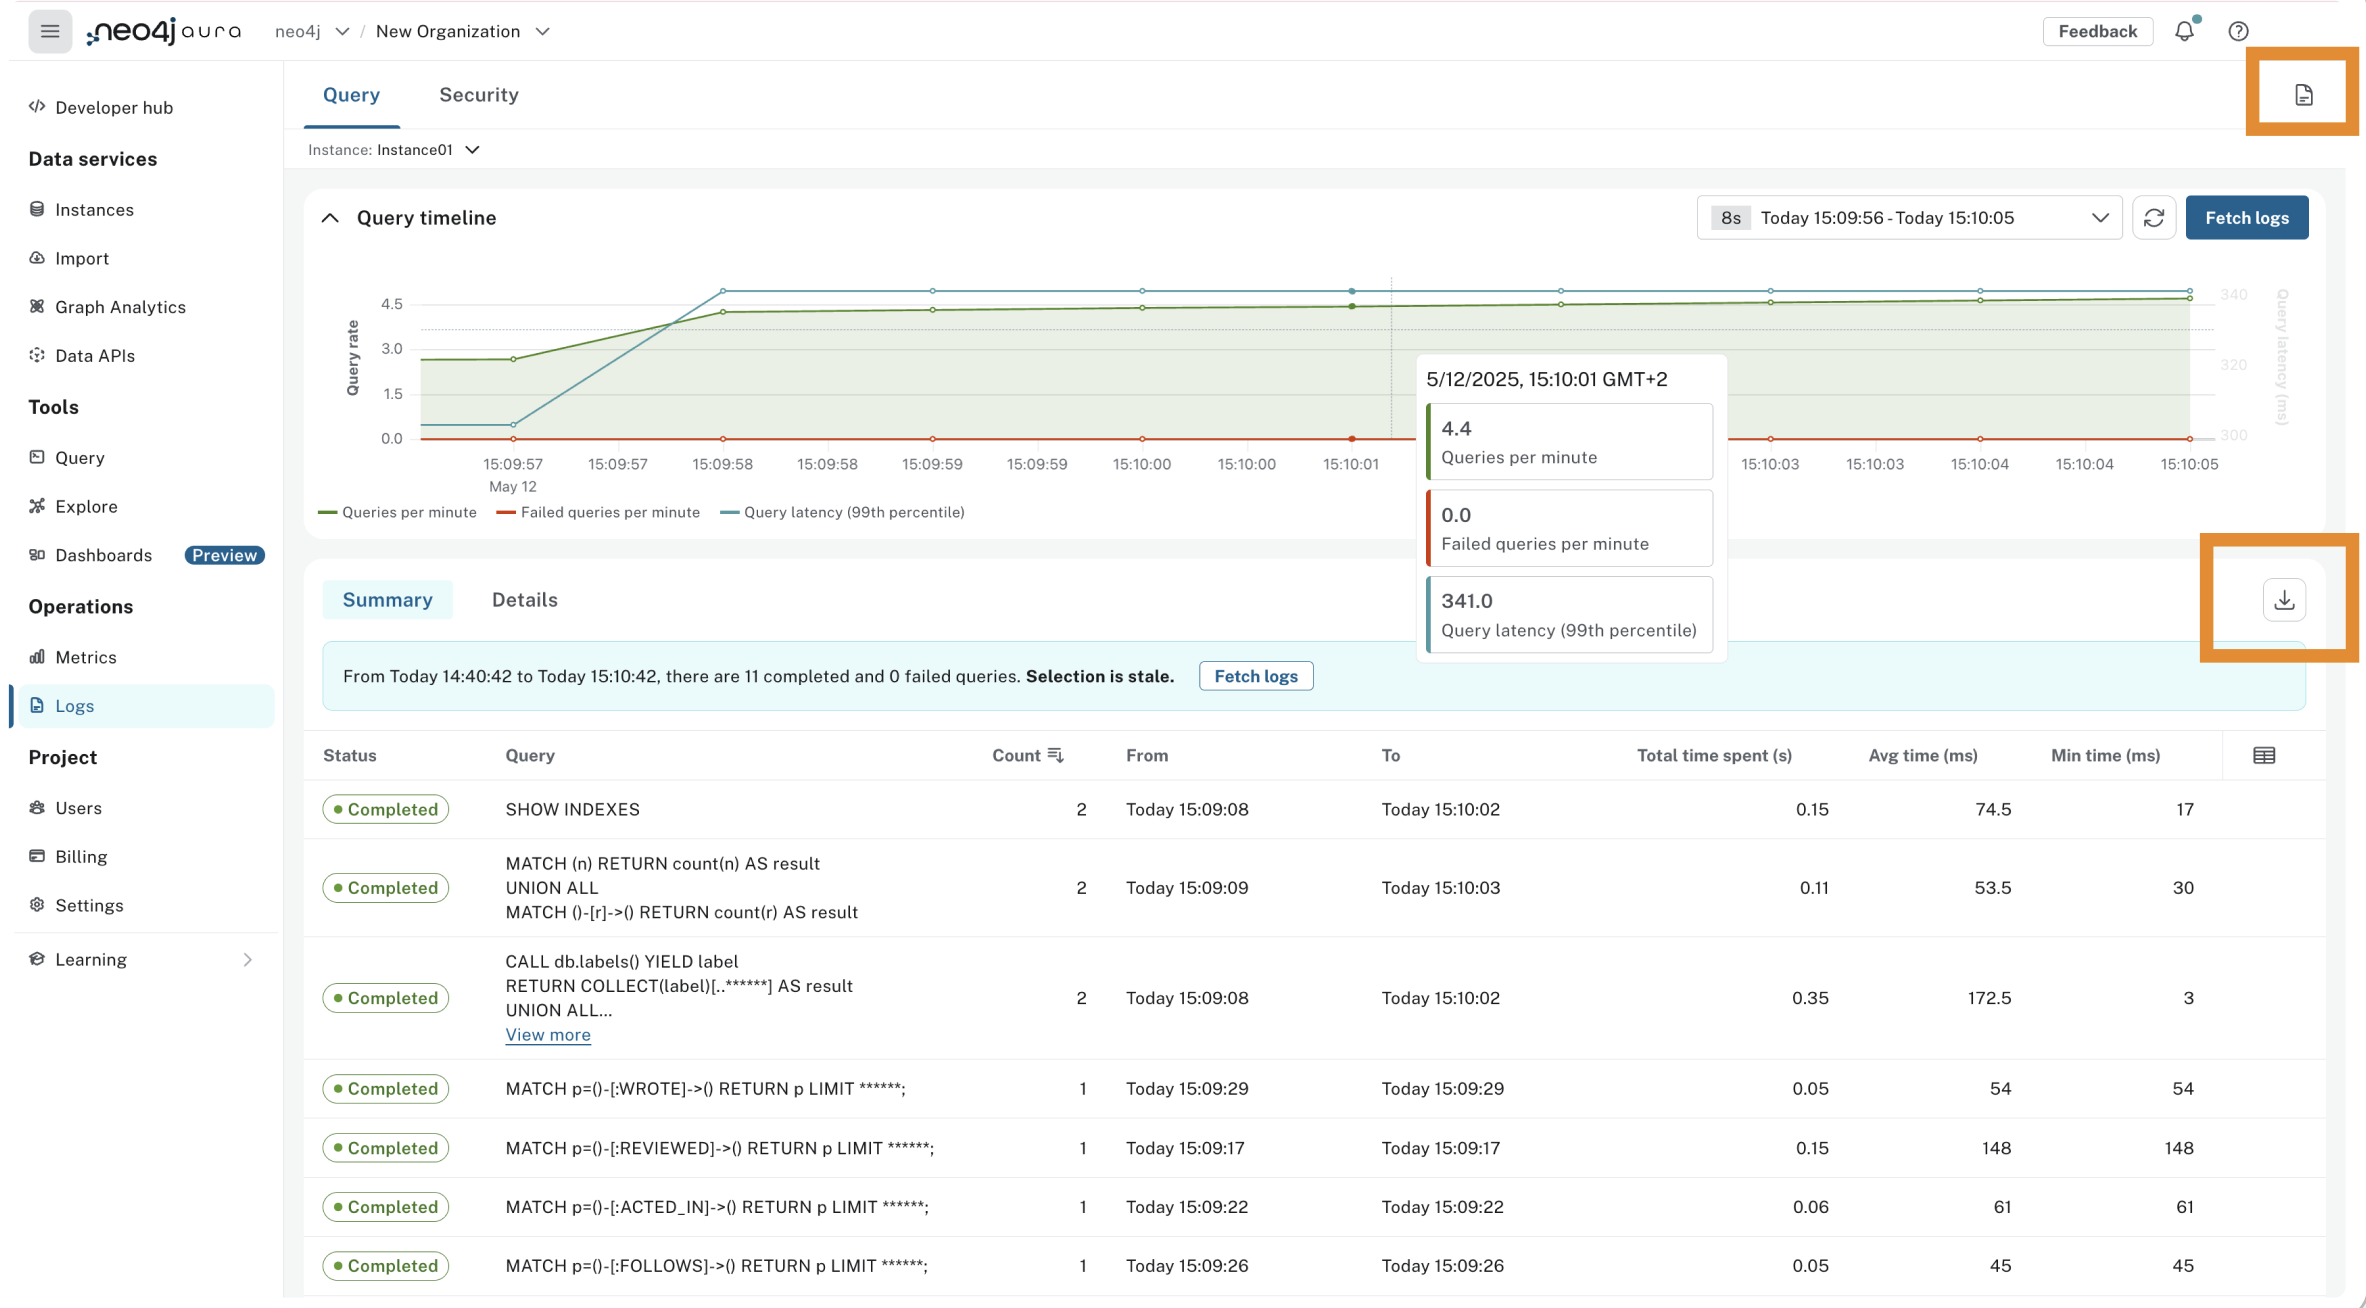 neo4j aura
neo4j / New Organization
Feedback
Developer hub
Data services
Instances
Import
Graph Analytics
Data APIs
Tools
Query
Explore
Dashboards Preview
Operations
Metrics
Logs
Project
Users
Billing
Settings
Learning
Query Security
Instance: Instance01
Query timeline
8s Today 15:09:56 - Today 15:10:05
Fetch logs
Query rate
4.5
3.0
1.5
0.0
340
320
300
Query latency (ms)
15:09:57 15:09:57 15:09:58 15:09:58 15:09:59 15:09:59 15:10:00 15:10:00 15:10:01 15:10:03 15:10:03 15:10:04 15:10:04 15:10:05
May 12
Queries per minute Failed queries per minute Query latency (99th percentile)
5/12/2025, 15:10:01 GMT+2
4.4
Queries per minute
0.0
Failed queries per minute
341.0
Query latency (99th percentile)
Summary Details
From Today 14:40:42 to Today 15:10:42, there are 11 completed and 0 failed queries. Selection is stale. Fetch logs
Status Query Count From To Total time spent (s) Avg time (ms) Min time (ms)
Completed SHOW INDEXES 2 Today 15:09:08 Today 15:10:02 0.15 74.5 17
MATCH (n) RETURN count(n) AS result
Completed UNION ALL 2 Today 15:09:09 Today 15:10:03 0.11 53.5 30
MATCH ()-[r]->() RETURN count(r) AS result
CALL db.labels() YIELD label
RETURN COLLECT(label)[..******] AS result
Completed 2 Today 15:09:08 Today 15:10:02 0.35 172.5 3
UNION ALL...
View more
Completed MATCH p=()-[:WROTE]->() RETURN p LIMIT ******; 1 Today 15:09:29 Today 15:09:29 0.05 54 54
Completed MATCH p=()-[:REVIEWED]->() RETURN p LIMIT ******; 1 Today 15:09:17 Today 15:09:17 0.15 148 148
Completed MATCH p=()-[:ACTED_IN]->() RETURN p LIMIT ******; 1 Today 15:09:22 Today 15:09:22 0.06 61 61
Completed MATCH p=()-[:FOLLOWS]->() RETURN p LIMIT ******; 1 Today 15:09:26 Today 15:09:26 0.05 45 45